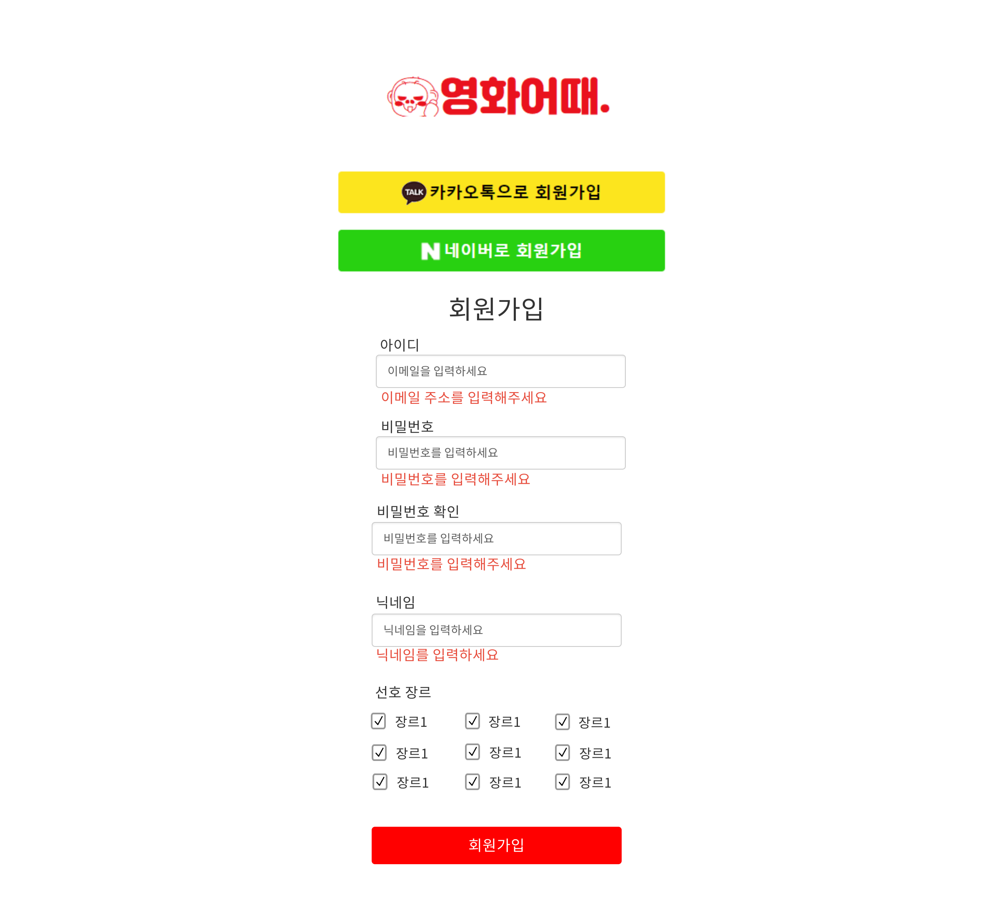 영화어때.
TALK 카카오톡으로 회원가입
N 네이버로 회원가입
회원가입
아이디
이메일을 입력하세요
이메일 주소를 입력해주세요
비밀번호
비밀번호를 입력하세요
비밀번호를 입력해주세요
비밀번호 확인
비밀번호를 입력하세요
비밀번호를 입력해주세요
닉네임
닉네임을 입력하세요
닉네임를 입력하세요
선호 장르
장르1 장르1 장르1
장르1 장르1 장르1
장르1 장르1 장르1
회원가입